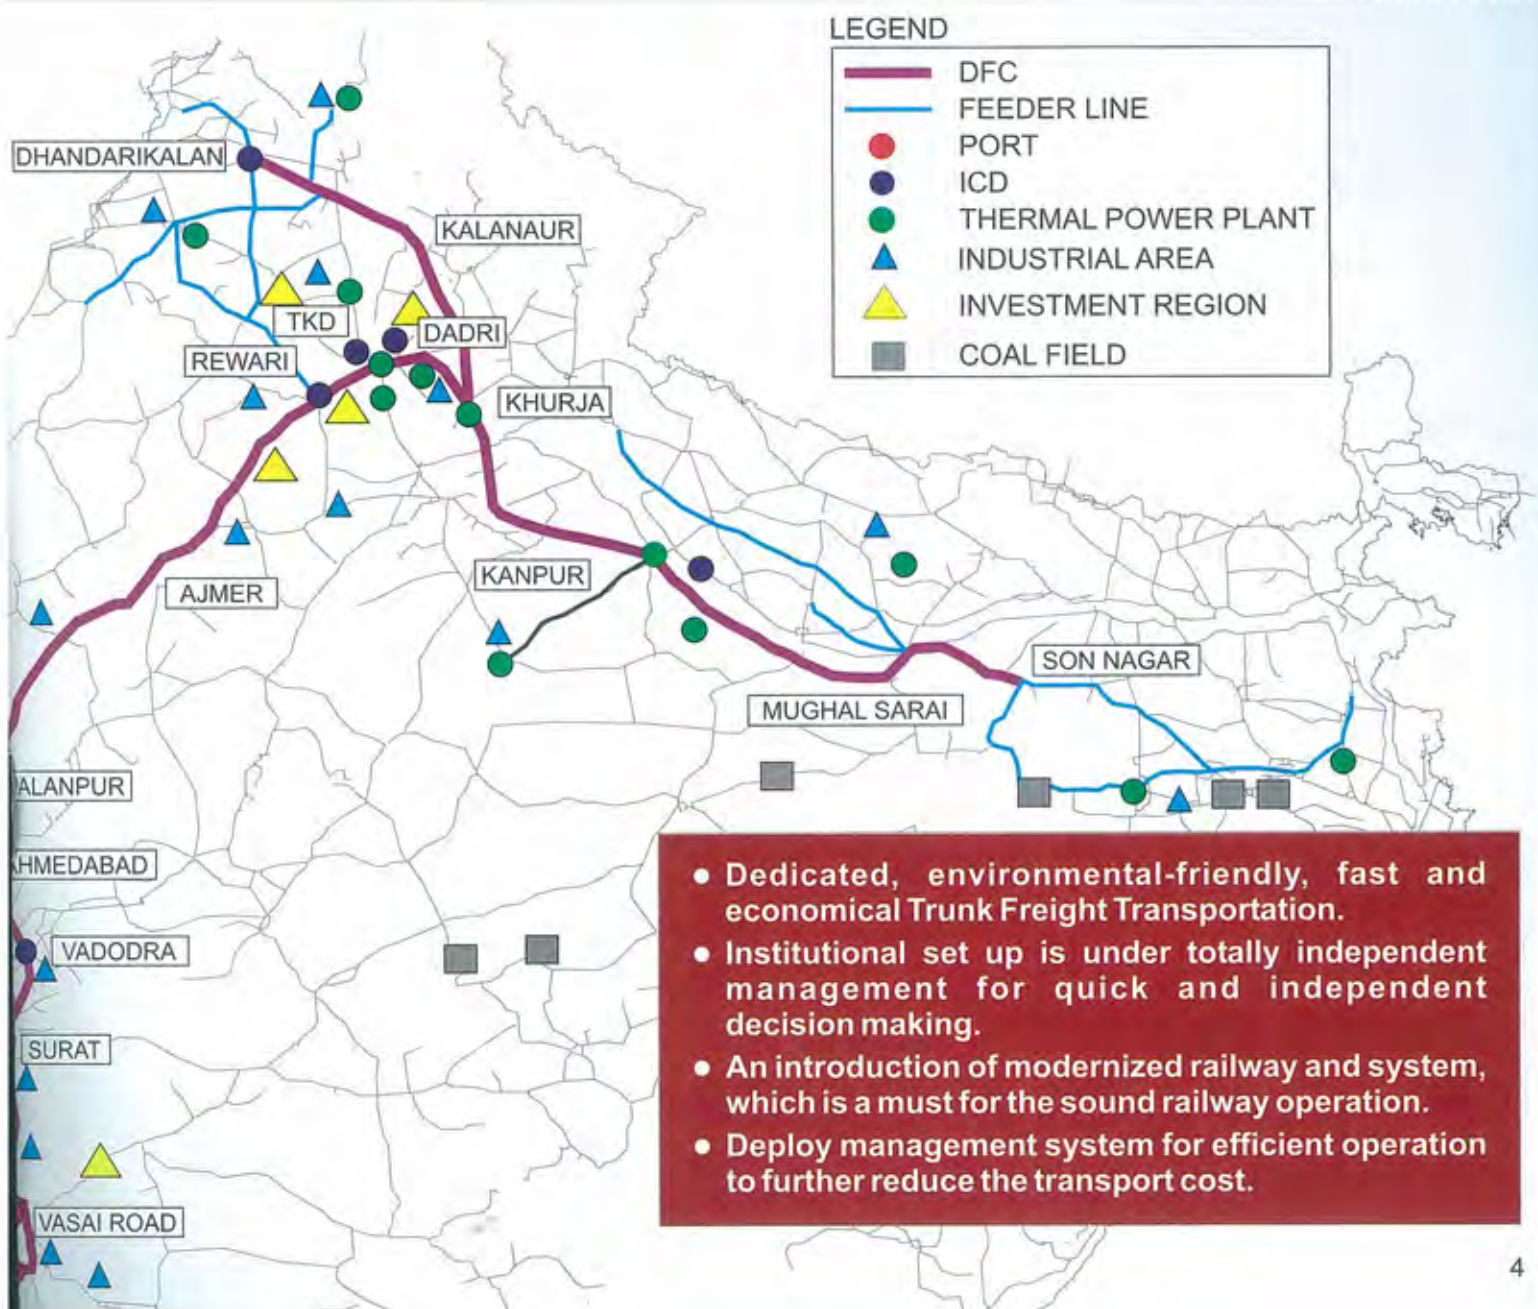 LEGEND
DFC
FEEDER LINE
PORT
ICD
THERMAL POWER PLANT
INDUSTRIAL AREA
INVESTMENT REGION
COAL FIELD
DHANDARIKALAN
KALANAUR
TKD
DADRI
REWARI
KHURJA
KANPUR
AJMER
SON NAGAR
MUGHAL SARAI
ALANPUR
AHMEDABAD
VADODRA
SURAT
VASAI ROAD
• Dedicated, environmental-friendly, fast and
economical Trunk Freight Transportation.
• Institutional set up is under totally independent
management for quick and independent
decision making.
• An introduction of modernized railway and system,
which is a must for the sound railway operation.
• Deploy management system for efficient operation
to further reduce the transport cost.
4